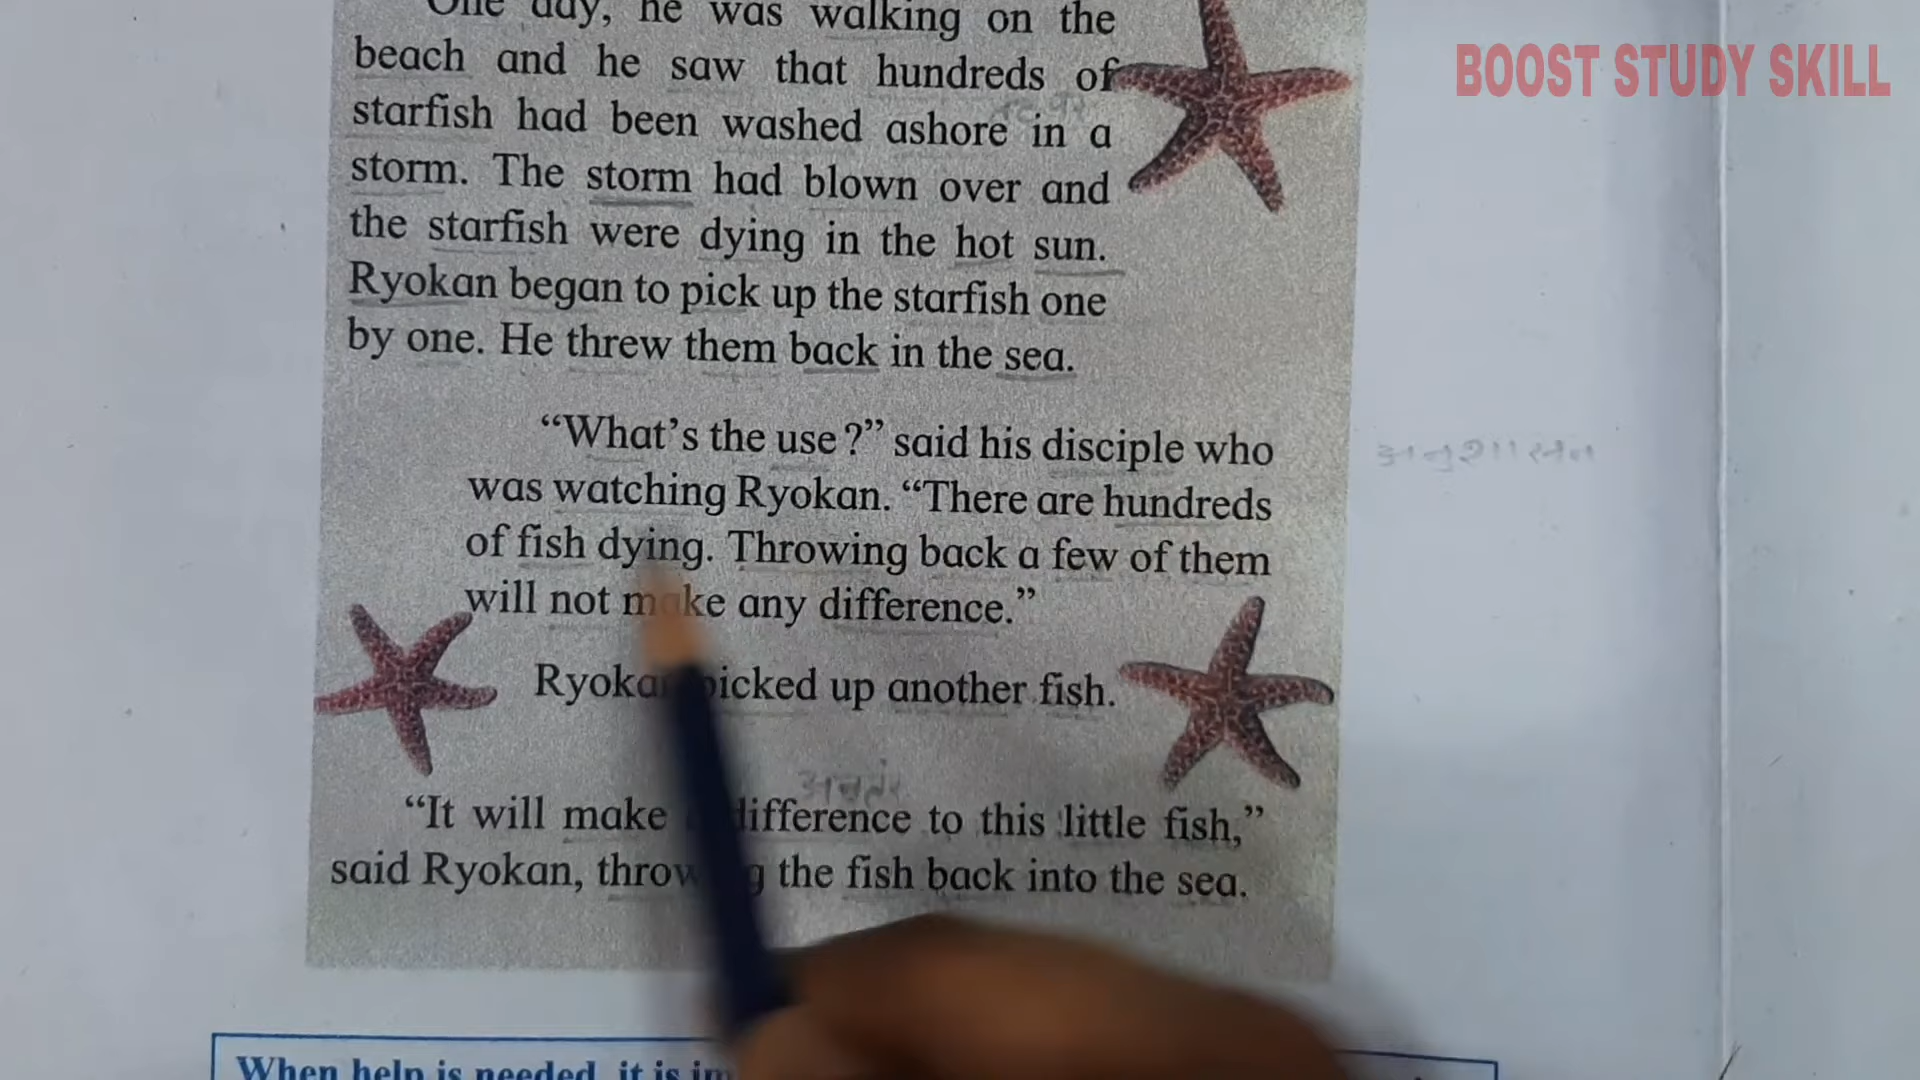 One day, he was walking on the
BOOST STUDY SKILL
beach and he saw that hundreds of
starfish had been washed ashore in a
storm. The storm had blown over and
the starfish were dying in the hot sun.
Ryokan began to pick up the starfish one
by one. He threw them back in the sea.
“What’s the use?” said his disciple who
अनुशासन
was watching Ryokan. “There are hundreds
of fish dying. Throwing back a few of them
will not make any difference.”
Ryokan picked up another fish.
“It will make difference to this little fish,”
said Ryokan, throwing the fish back into the sea.
When help is needed, it is